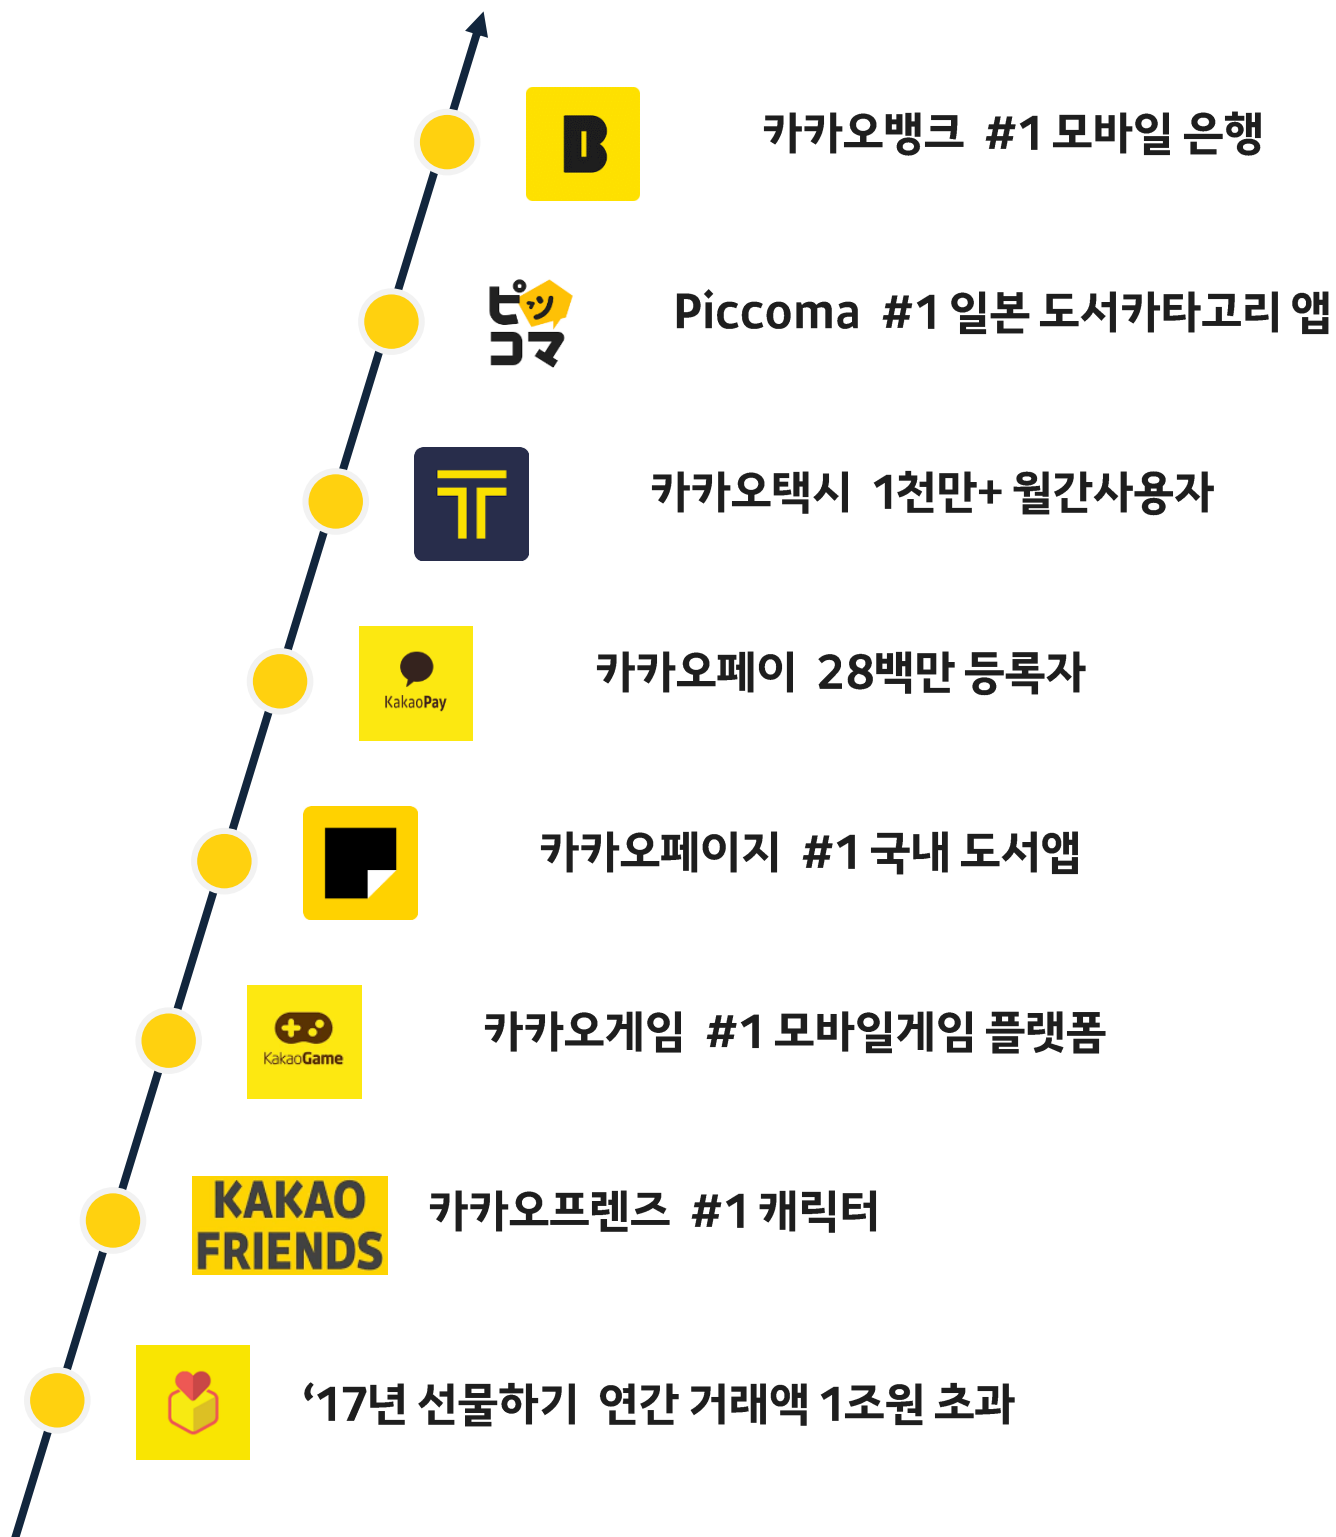 B
카카오뱅크 #1 모바일 은행
ピッ
コマ
Piccoma #1 일본 도서카타고리 앱
T
카카오택시 1천만+ 월간사용자
KakaoPay
카카오페이 28백만 등록자
카카오페이지 #1 국내 도서앱
KakaoGame
카카오게임 #1 모바일게임 플랫폼
KAKAO
FRIENDS
카카오프렌즈 #1 캐릭터
‘17년 선물하기 연간 거래액 1조원 초과